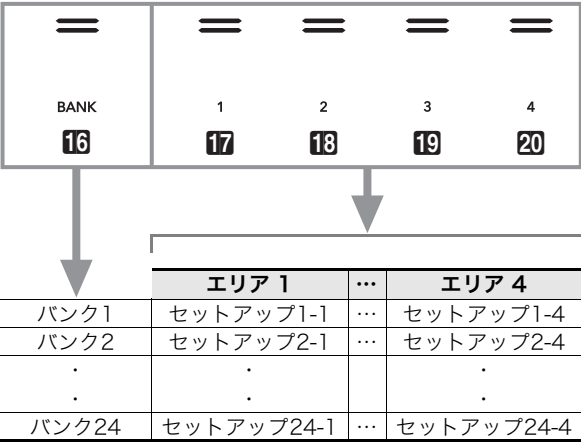 BANK 1 2 3 4
16 17 18 19 20
エリア 1 … エリア 4
バンク1 セットアップ1-1 … セットアップ1-4
バンク2 セットアップ2-1 … セットアップ2-4
· · ·
· · ·
バンク24 セットアップ24-1 … セットアップ24-4